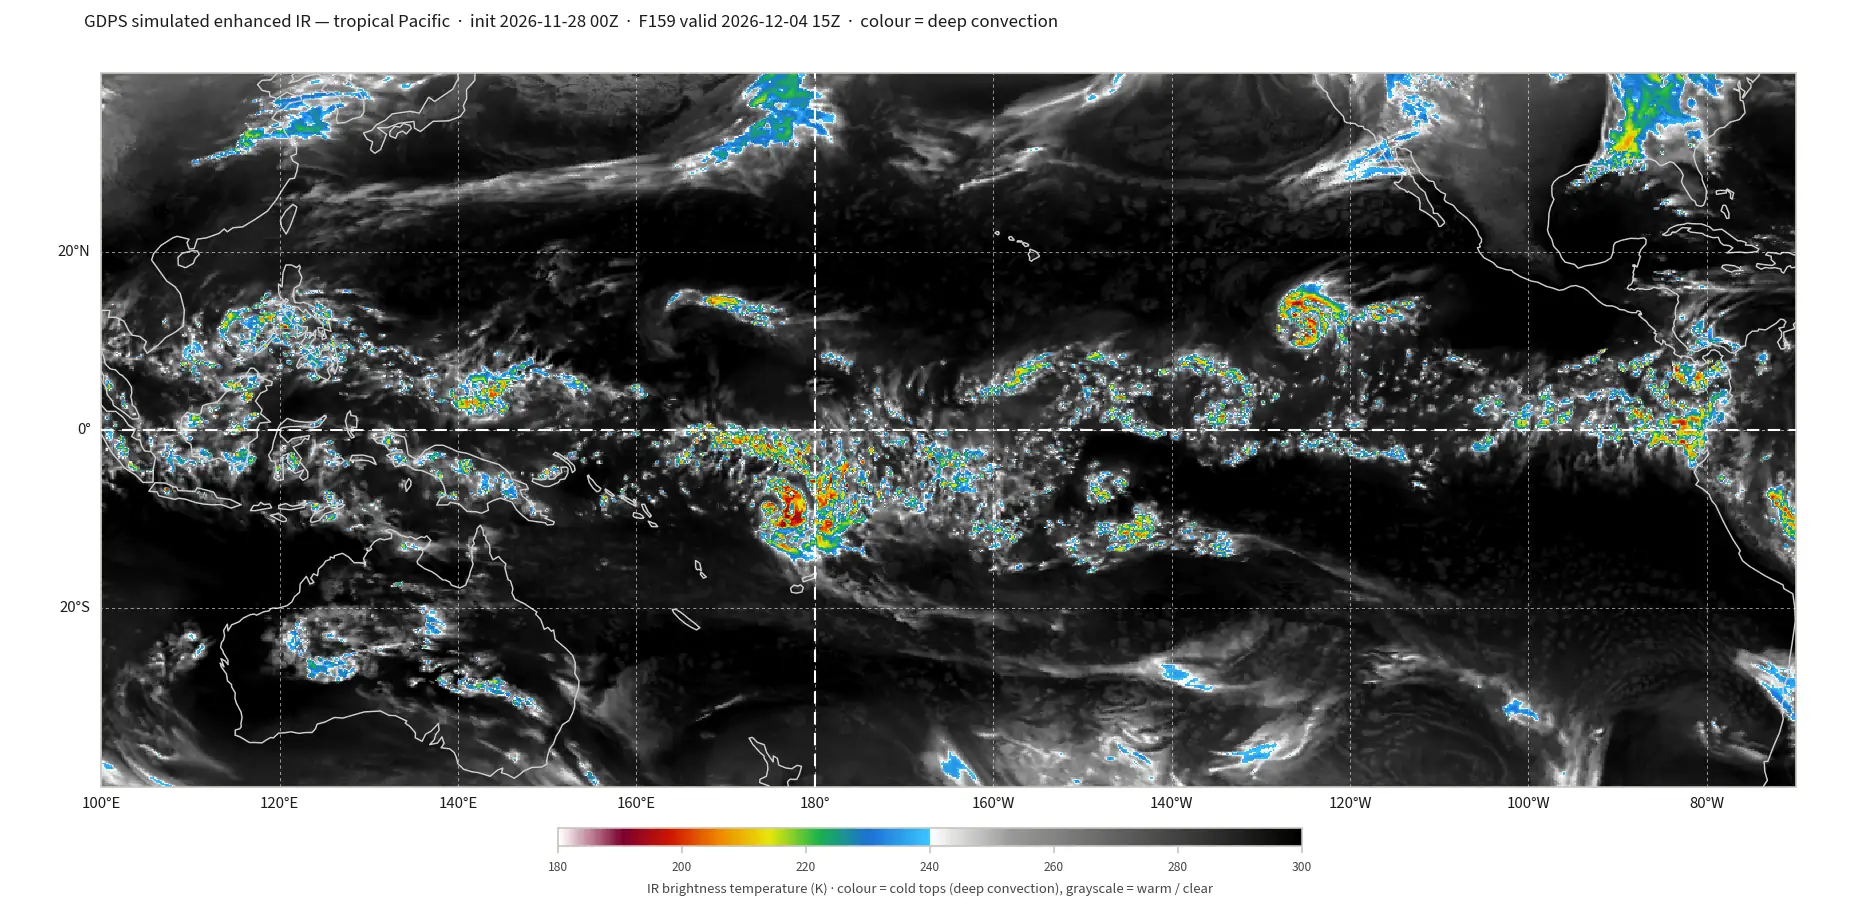 GDPS simulated enhanced IR — tropical Pacific · init 2026-11-28 00Z · F159 valid 2026-12-04 15Z · colour = deep convection
20°N
0°
20°S
100°E 120°E 140°E 160°E 180° 160°W 140°W 120°W 100°W 80°W
180 200 220 240 260 280 300
IR brightness temperature (K) · colour = cold tops (deep convection), grayscale = warm / clear